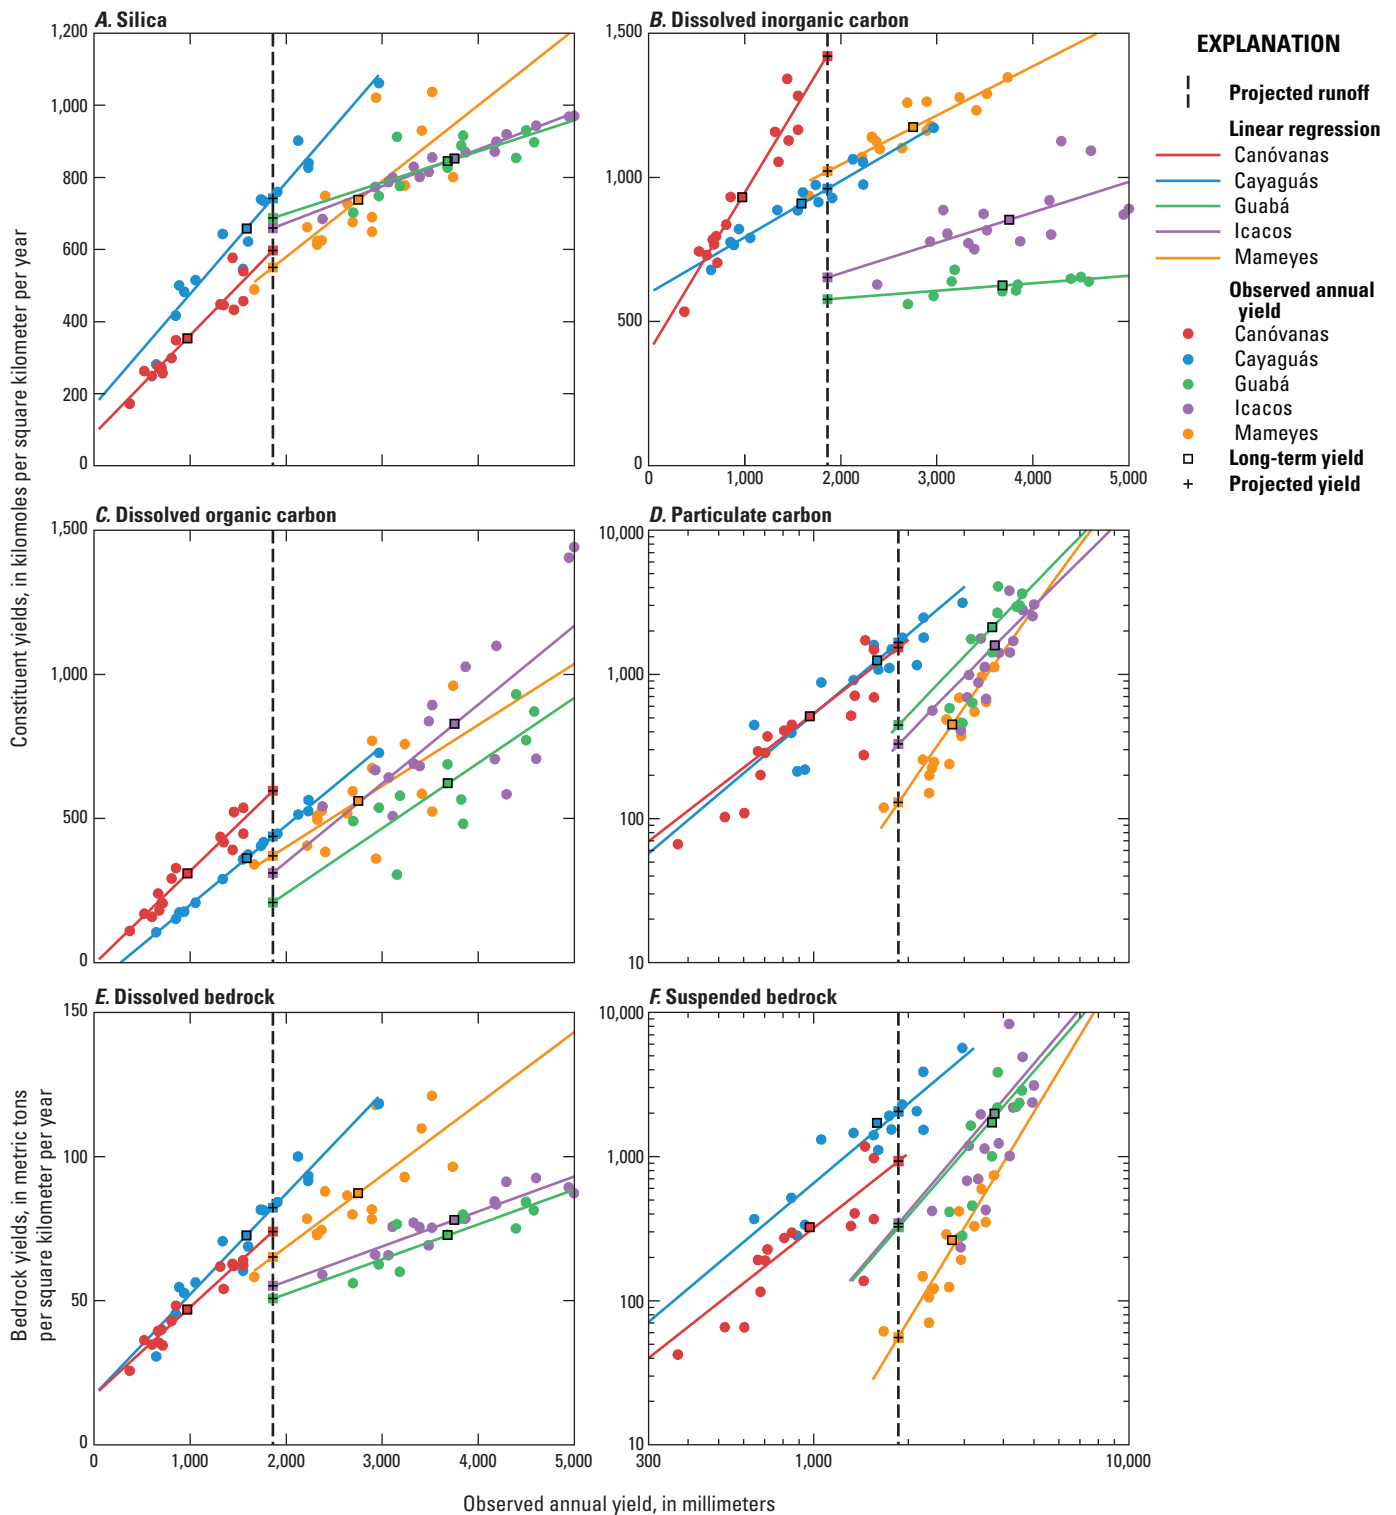 A. Silica
1,200
1,000
800
600
400
200
0
B. Dissolved inorganic carbon
1,500
1,000
500
0
0
1,000
2,000
3,000
4,000
5,000
EXPLANATION
Projected runoff
Linear regression
Canóvanas
Cayaguás
Guabá
Icacos
Mameyes
Observed annual
yield
Canóvanas
Cayaguás
Guabá
Icacos
Mameyes
Long-term yield
Projected yield
Constituent yields, in kilomoles per square kilometer per year
C. Dissolved organic carbon
1,500
1,000
500
0
D. Particulate carbon
10,000
1,000
100
10
Bedrock yields, in metric tons
per square kilometer per year
E. Dissolved bedrock
150
100
50
0
0
1,000
2,000
3,000
4,000
5,000
F. Suspended bedrock
10,000
1,000
100
10
300
1,000
10,000
Observed annual yield, in millimeters